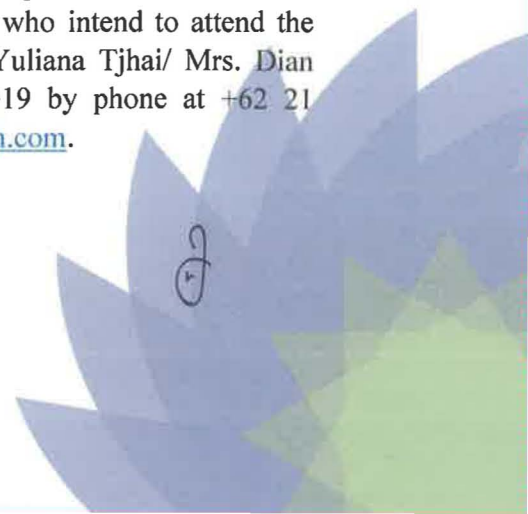 who intend to attend the
Yuliana Tjhai/ Mrs. Dian
19 by phone at +62 21
.com.